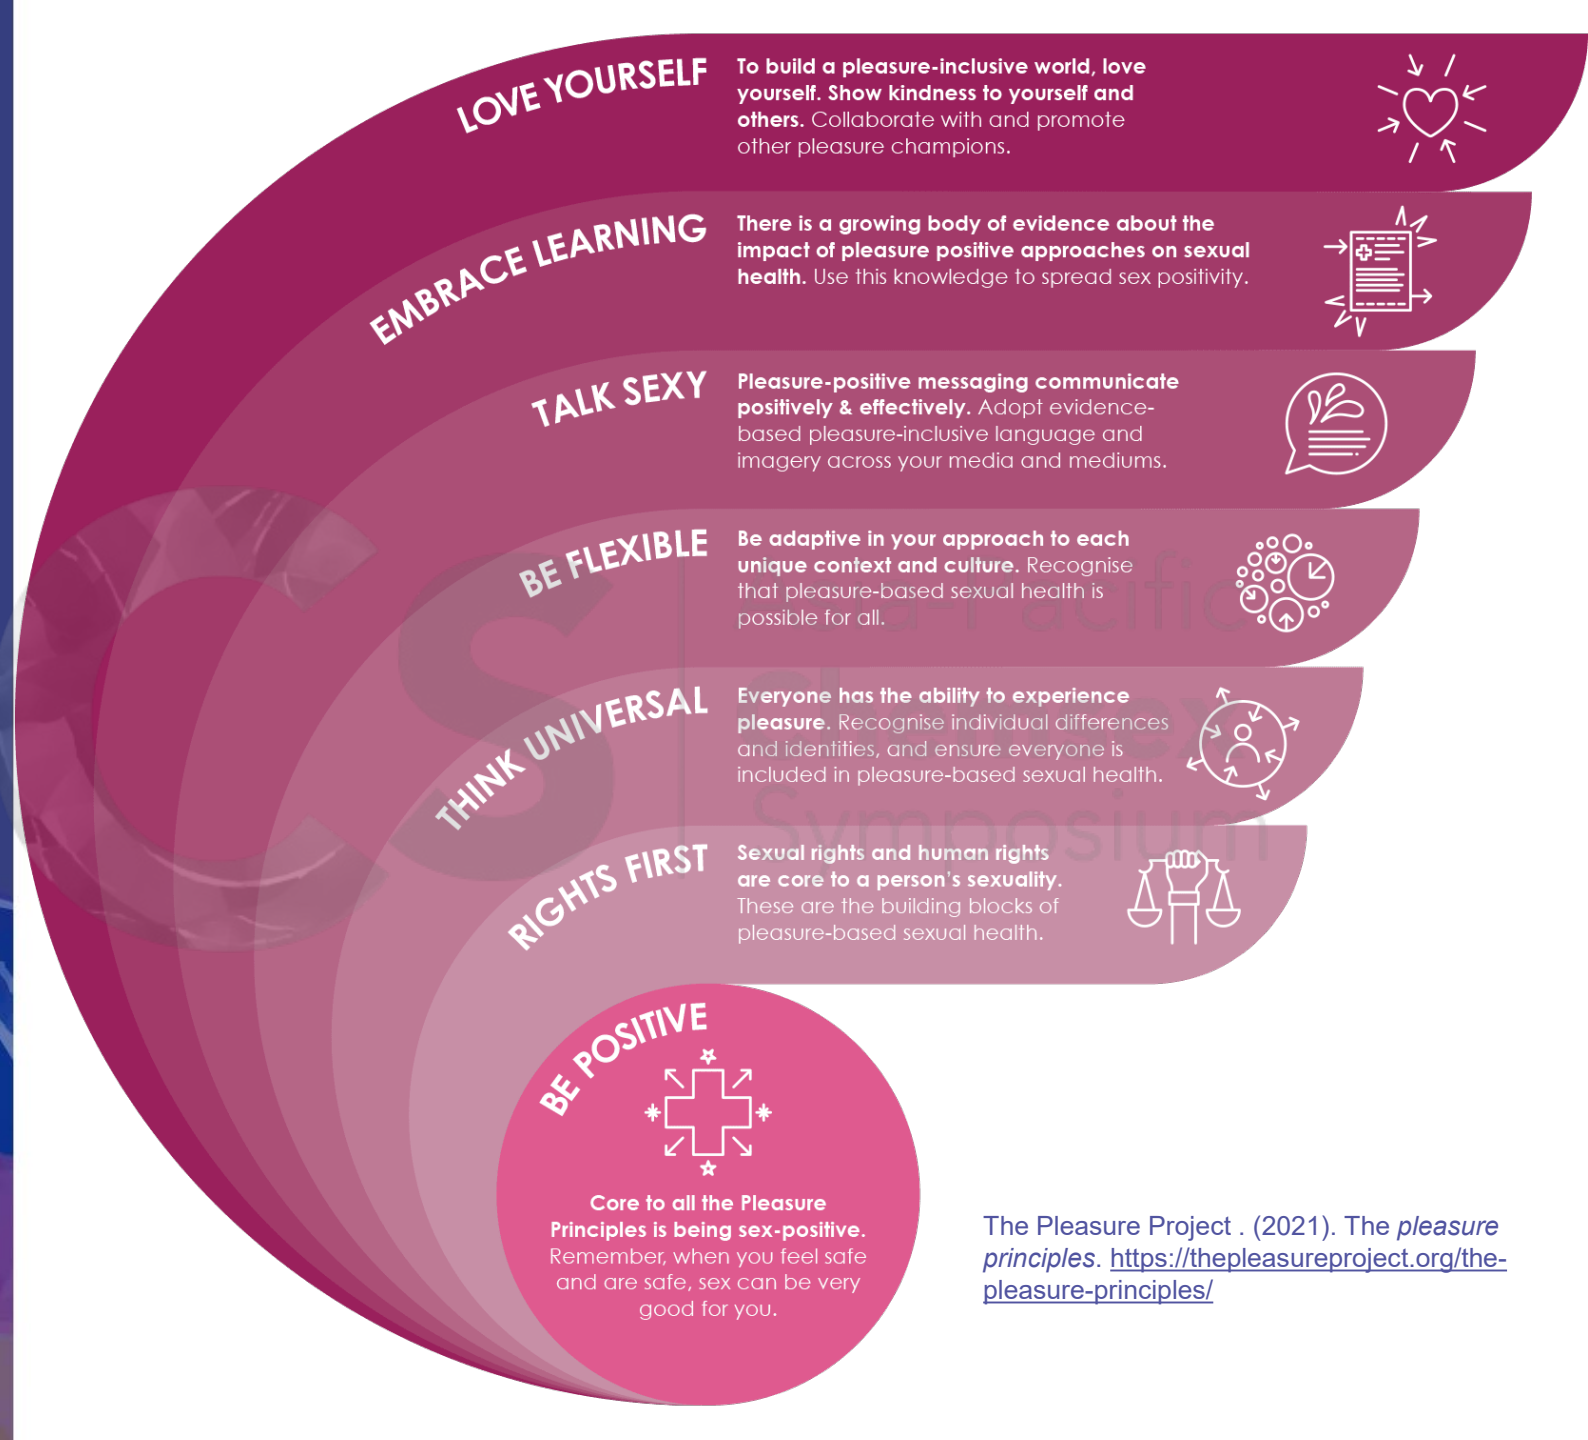 LOVE YOURSELF
To build a pleasure-inclusive world, love
yourself. Show kindness to yourself and
others. Collaborate with and promote
other pleasure champions.
EMBRACE LEARNING
There is a growing body of evidence about the
impact of pleasure positive approaches on sexual
health. Use this knowledge to spread sex positivity.
TALK SEXY
Pleasure-positive messaging communicate
positively & effectively. Adopt evidence-
based pleasure-inclusive language and
imagery across your media and mediums.
BE FLEXIBLE
Be adaptive in your approach to each
unique context and culture. Recognise
that pleasure-based sexual health is
possible for all.
THINK UNIVERSAL
Everyone has the ability to experience
pleasure. Recognise individual differences
and identities, and ensure everyone is
included in pleasure-based sexual health.
RIGHTS FIRST
Sexual rights and human rights
are core to a person's sexuality.
These are the building blocks of
pleasure-based sexual health.
BE POSITIVE
Core to all the Pleasure
Principles is being sex-positive.
Remember, when you feel safe
and are safe, sex can be very
good for you.
The Pleasure Project . (2021). The pleasure
principles. https://thepleasureproject.org/the-
pleasure-principles/
CS
Asia-Pacific
Chemsex
Symposium